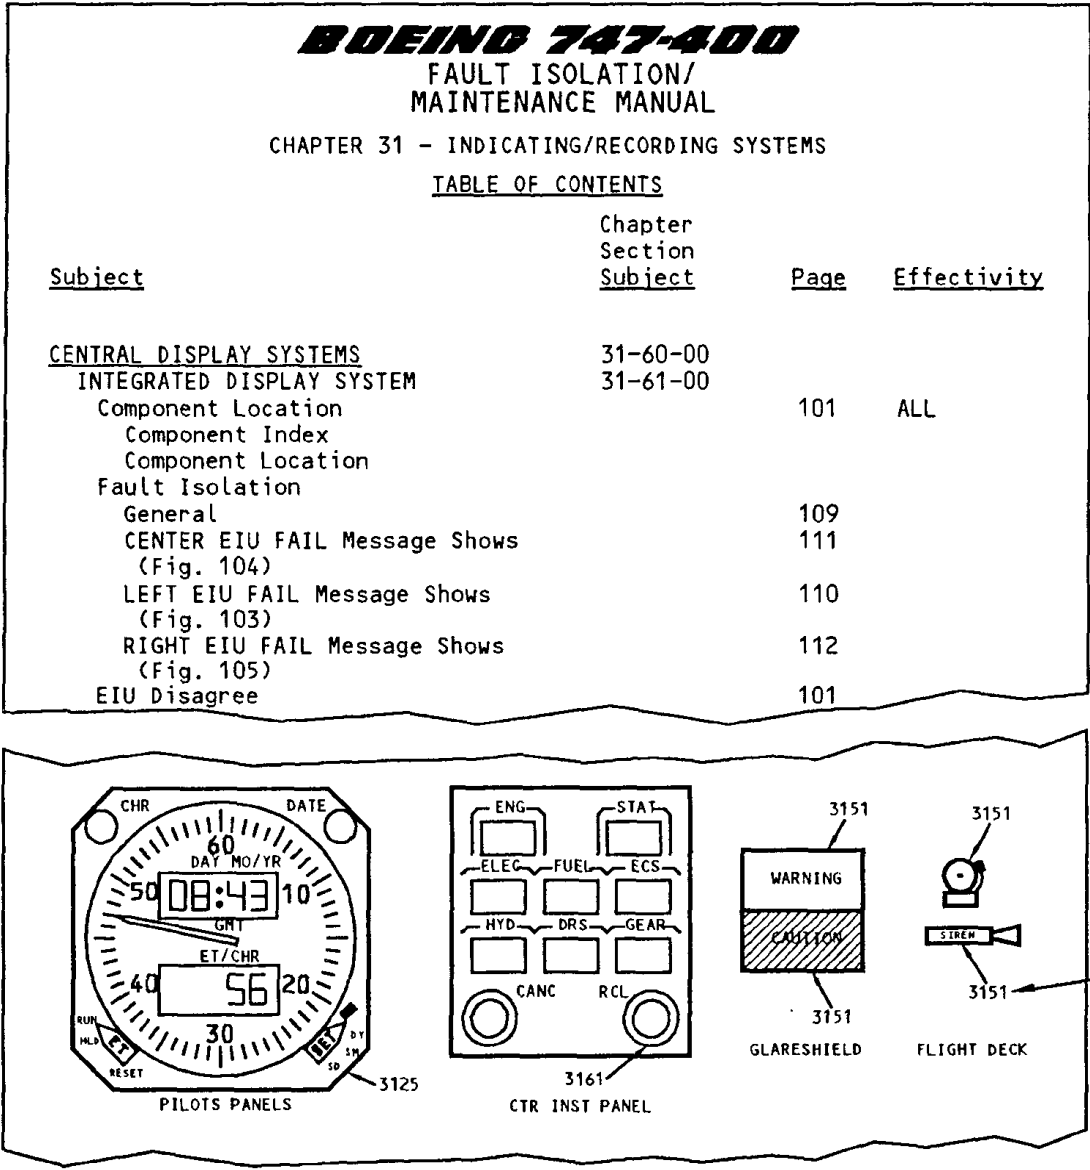 BOEING 747-400
FAULT ISOLATION/
MAINTENANCE MANUAL
CHAPTER 31 - INDICATING/RECORDING SYSTEMS
TABLE OF CONTENTS
Chapter
Section
Subject Subject Page Effectivity
CENTRAL DISPLAY SYSTEMS 31-60-00
INTEGRATED DISPLAY SYSTEM 31-61-00
Component Location 101 ALL
Component Index
Component Location
Fault Isolation
General 109
CENTER EIU FAIL Message Shows 111
(Fig. 104)
LEFT EIU FAIL Message Shows 110
(Fig. 103)
RIGHT EIU FAIL Message Shows 112
(Fig. 105)
EIU Disagree 101
CHR DATE
60
DAY MO/YR
50 08:43 10
GMT
ET/CHR
40 56 20
30
RUN
HLD ET
RESET
SET DY
SM
SD
3125
PILOTS PANELS
ENG STAT
ELEC FUEL ECS
HYD DRS GEAR
CANC RCL
3161
CTR INST PANEL
3151
WARNING
CAUTION
3151
GLARESHIELD
3151
SIREN
3151
FLIGHT DECK